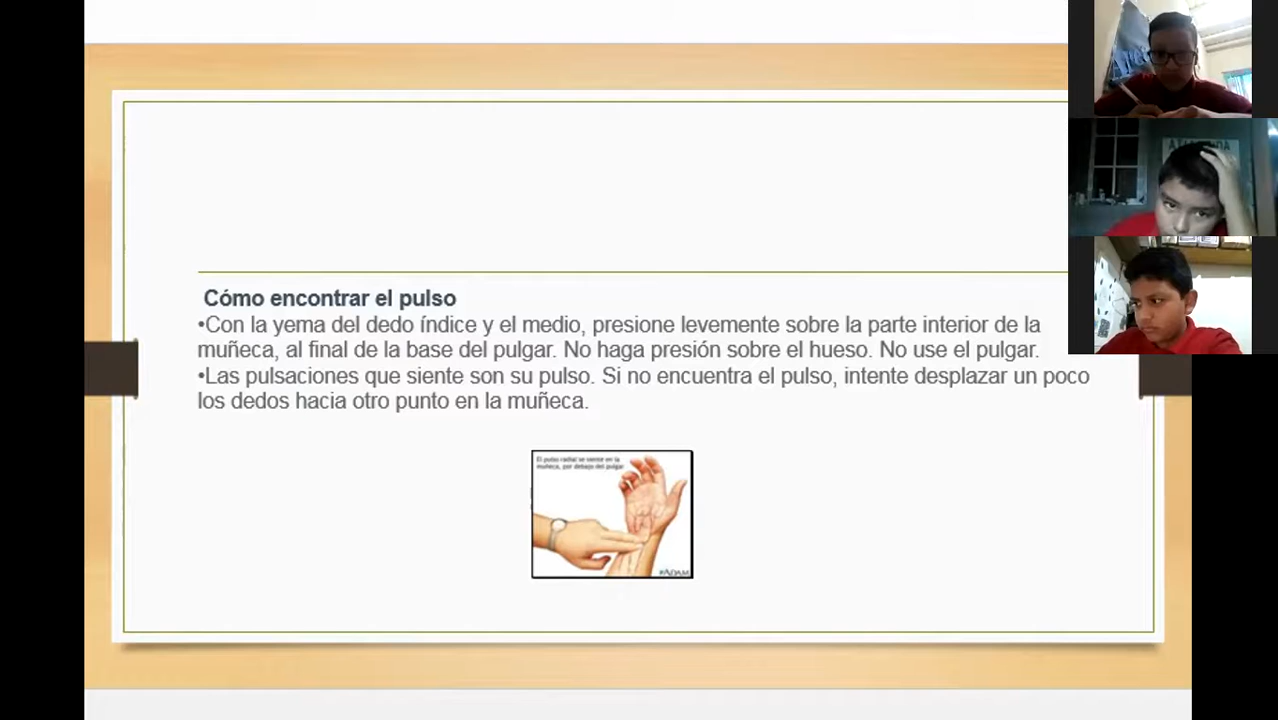 Cómo encontrar el pulso
•Con la yema del dedo índice y el medio, presione levemente sobre la parte interior de la
muñeca, al final de la base del pulgar. No haga presión sobre el hueso. No use el pulgar.
•Las pulsaciones que siente son su pulso. Si no encuentra el pulso, intente desplazar un poco
los dedos hacia otro punto en la muñeca.
El pulso radial se siente en la
muñeca, por debajo del pulgar.
ADAM